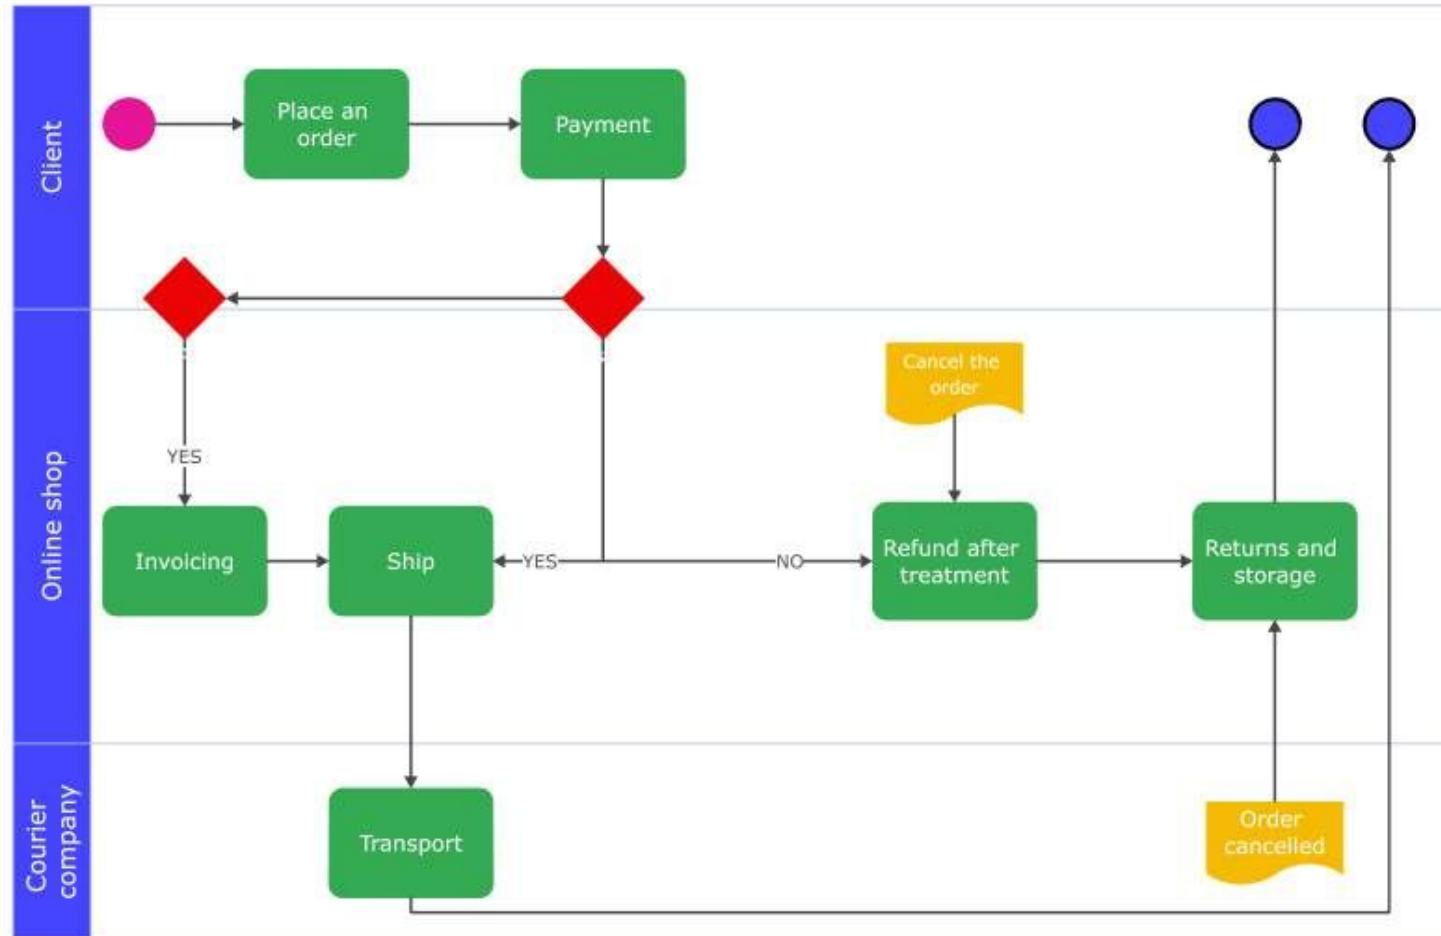 Client
Place an
order
Payment
Online shop
Cancel the
order
YES
Invoicing
Ship
YES
NO
Refund after
treatment
Returns and
storage
Courier
company
Transport
Order
cancelled